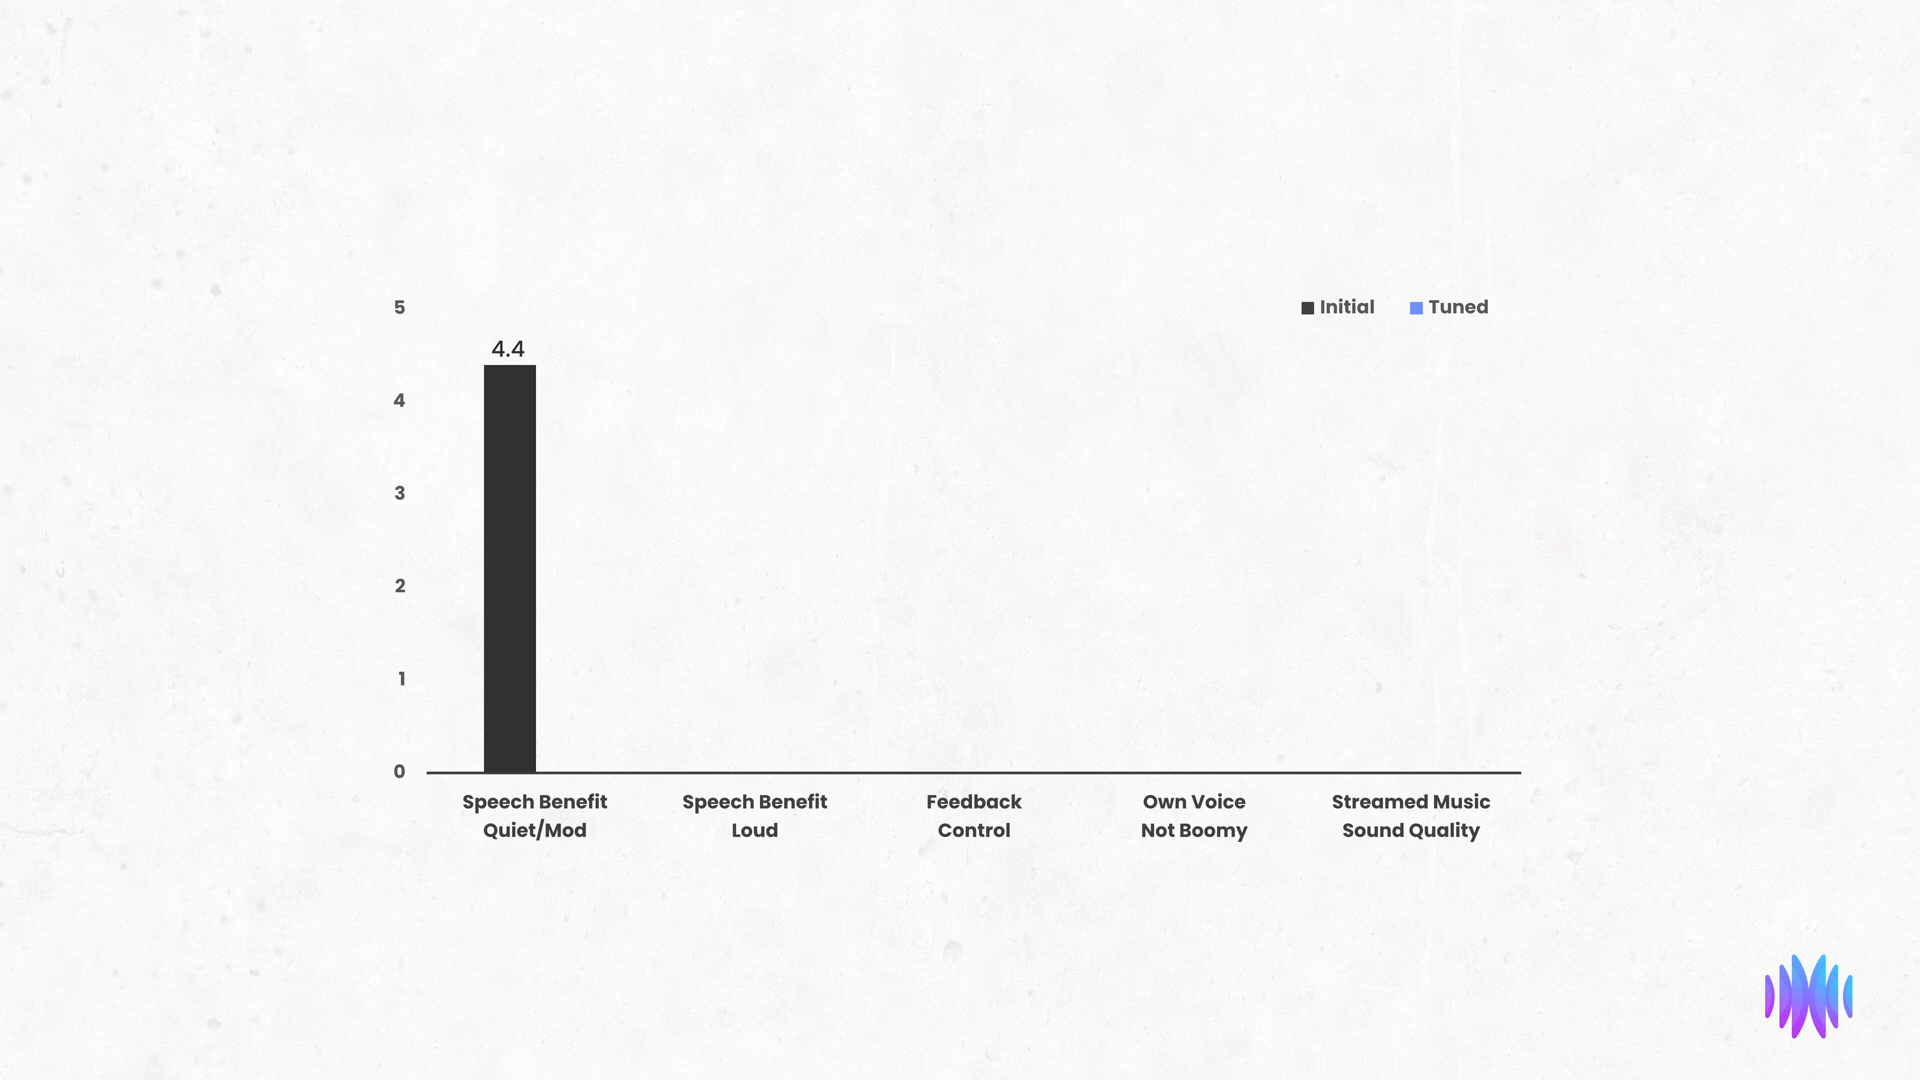 5
Initial
Tuned
4.4
4
3
2
1
0
Speech Benefit
Quiet/Mod
Speech Benefit
Loud
Feedback
Control
Own Voice
Not Boomy
Streamed Music
Sound Quality